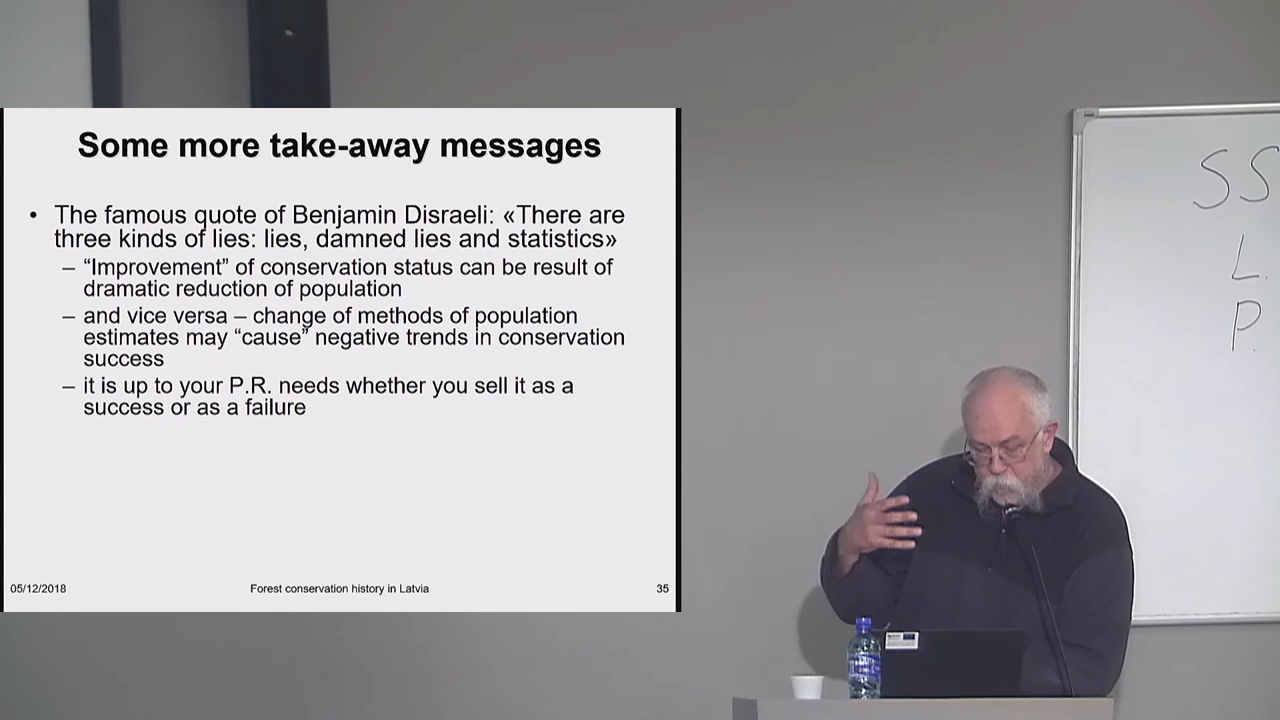 Some more take-away messages
• The famous quote of Benjamin Disraeli: «There are
three kinds of lies: lies, damned lies and statistics»
– “Improvement” of conservation status can be result of
dramatic reduction of population
– and vice versa – change of methods of population
estimates may “cause” negative trends in conservation
success
– it is up to your P.R. needs whether you sell it as a
success or as a failure
05/12/2018
Forest conservation history in Latvia
35
SS
L.
P.